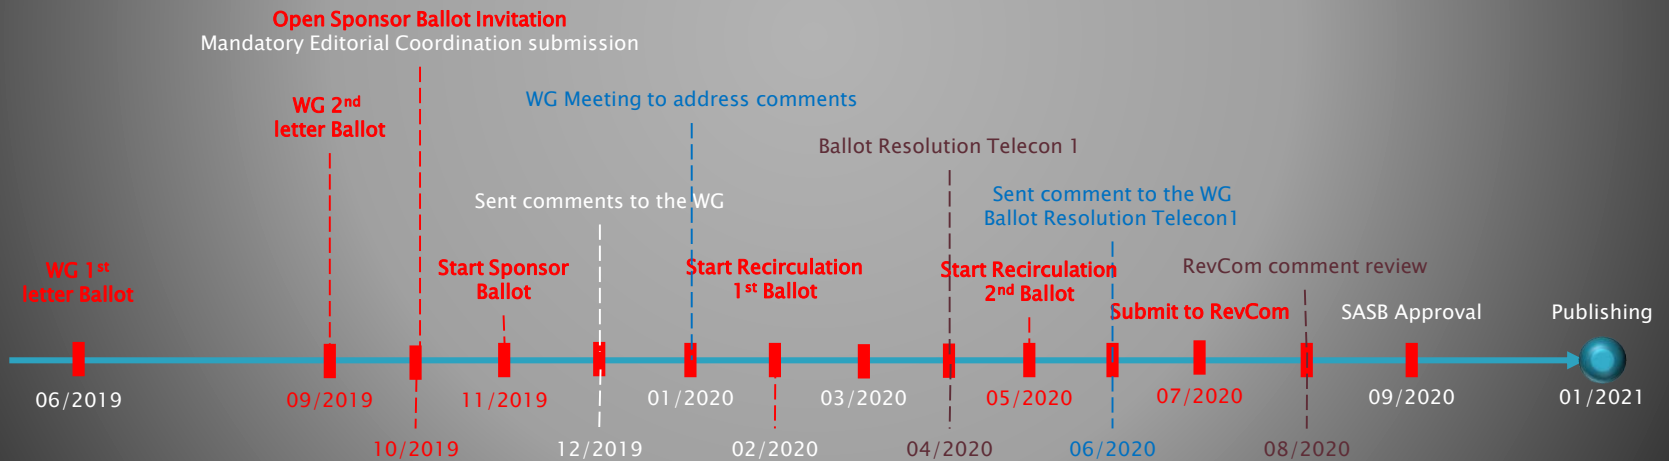 Open Sponsor Ballot Invitation
Mandatory Editorial Coordination submission
WG 2nd
letter Ballot
WG Meeting to address comments
Ballot Resolution Telecon 1
Sent comments to the WG
Sent comment to the WG
Ballot Resolution Telecon1
WG 1st
letter Ballot
Start Sponsor
Ballot
Start Recirculation
1st Ballot
Start Recirculation
2nd Ballot
RevCom comment review
Submit to RevCom
SASB Approval
Publishing
06/2019
09/2019
11/2019
01/2020
03/2020
05/2020
07/2020
09/2020
01/2021
10/2019
12/2019
02/2020
04/2020
06/2020
08/2020